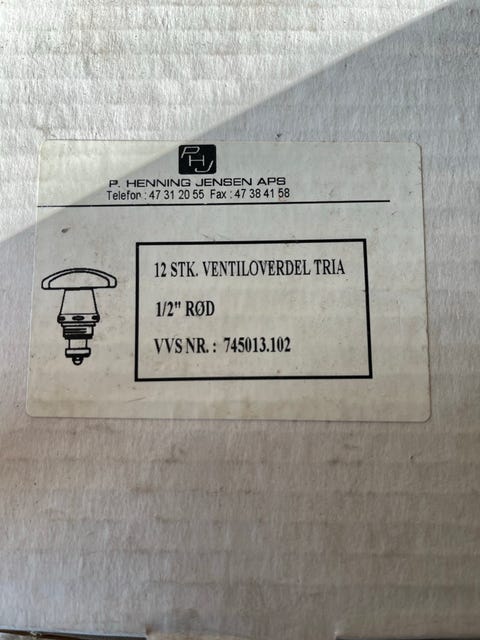 PHJ
P. HENNING JENSEN APS
Telefon : 47 31 20 55 Fax : 47 38 41 58
12 STK. VENTILOVERDEL TRIA
1/2" RØD
VVS NR. : 745013.102